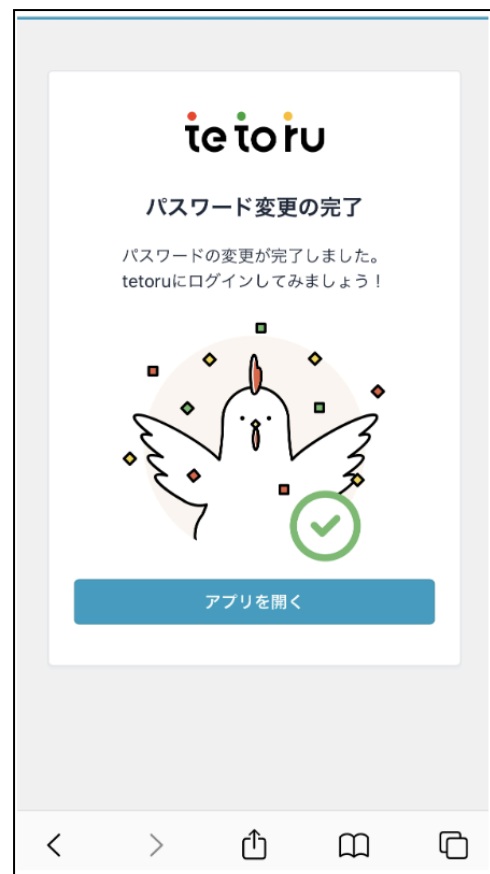 tetoru
パスワード変更の完了
パスワードの変更が完了しました。
tetoruにログインしてみましょう！
アプリを開く